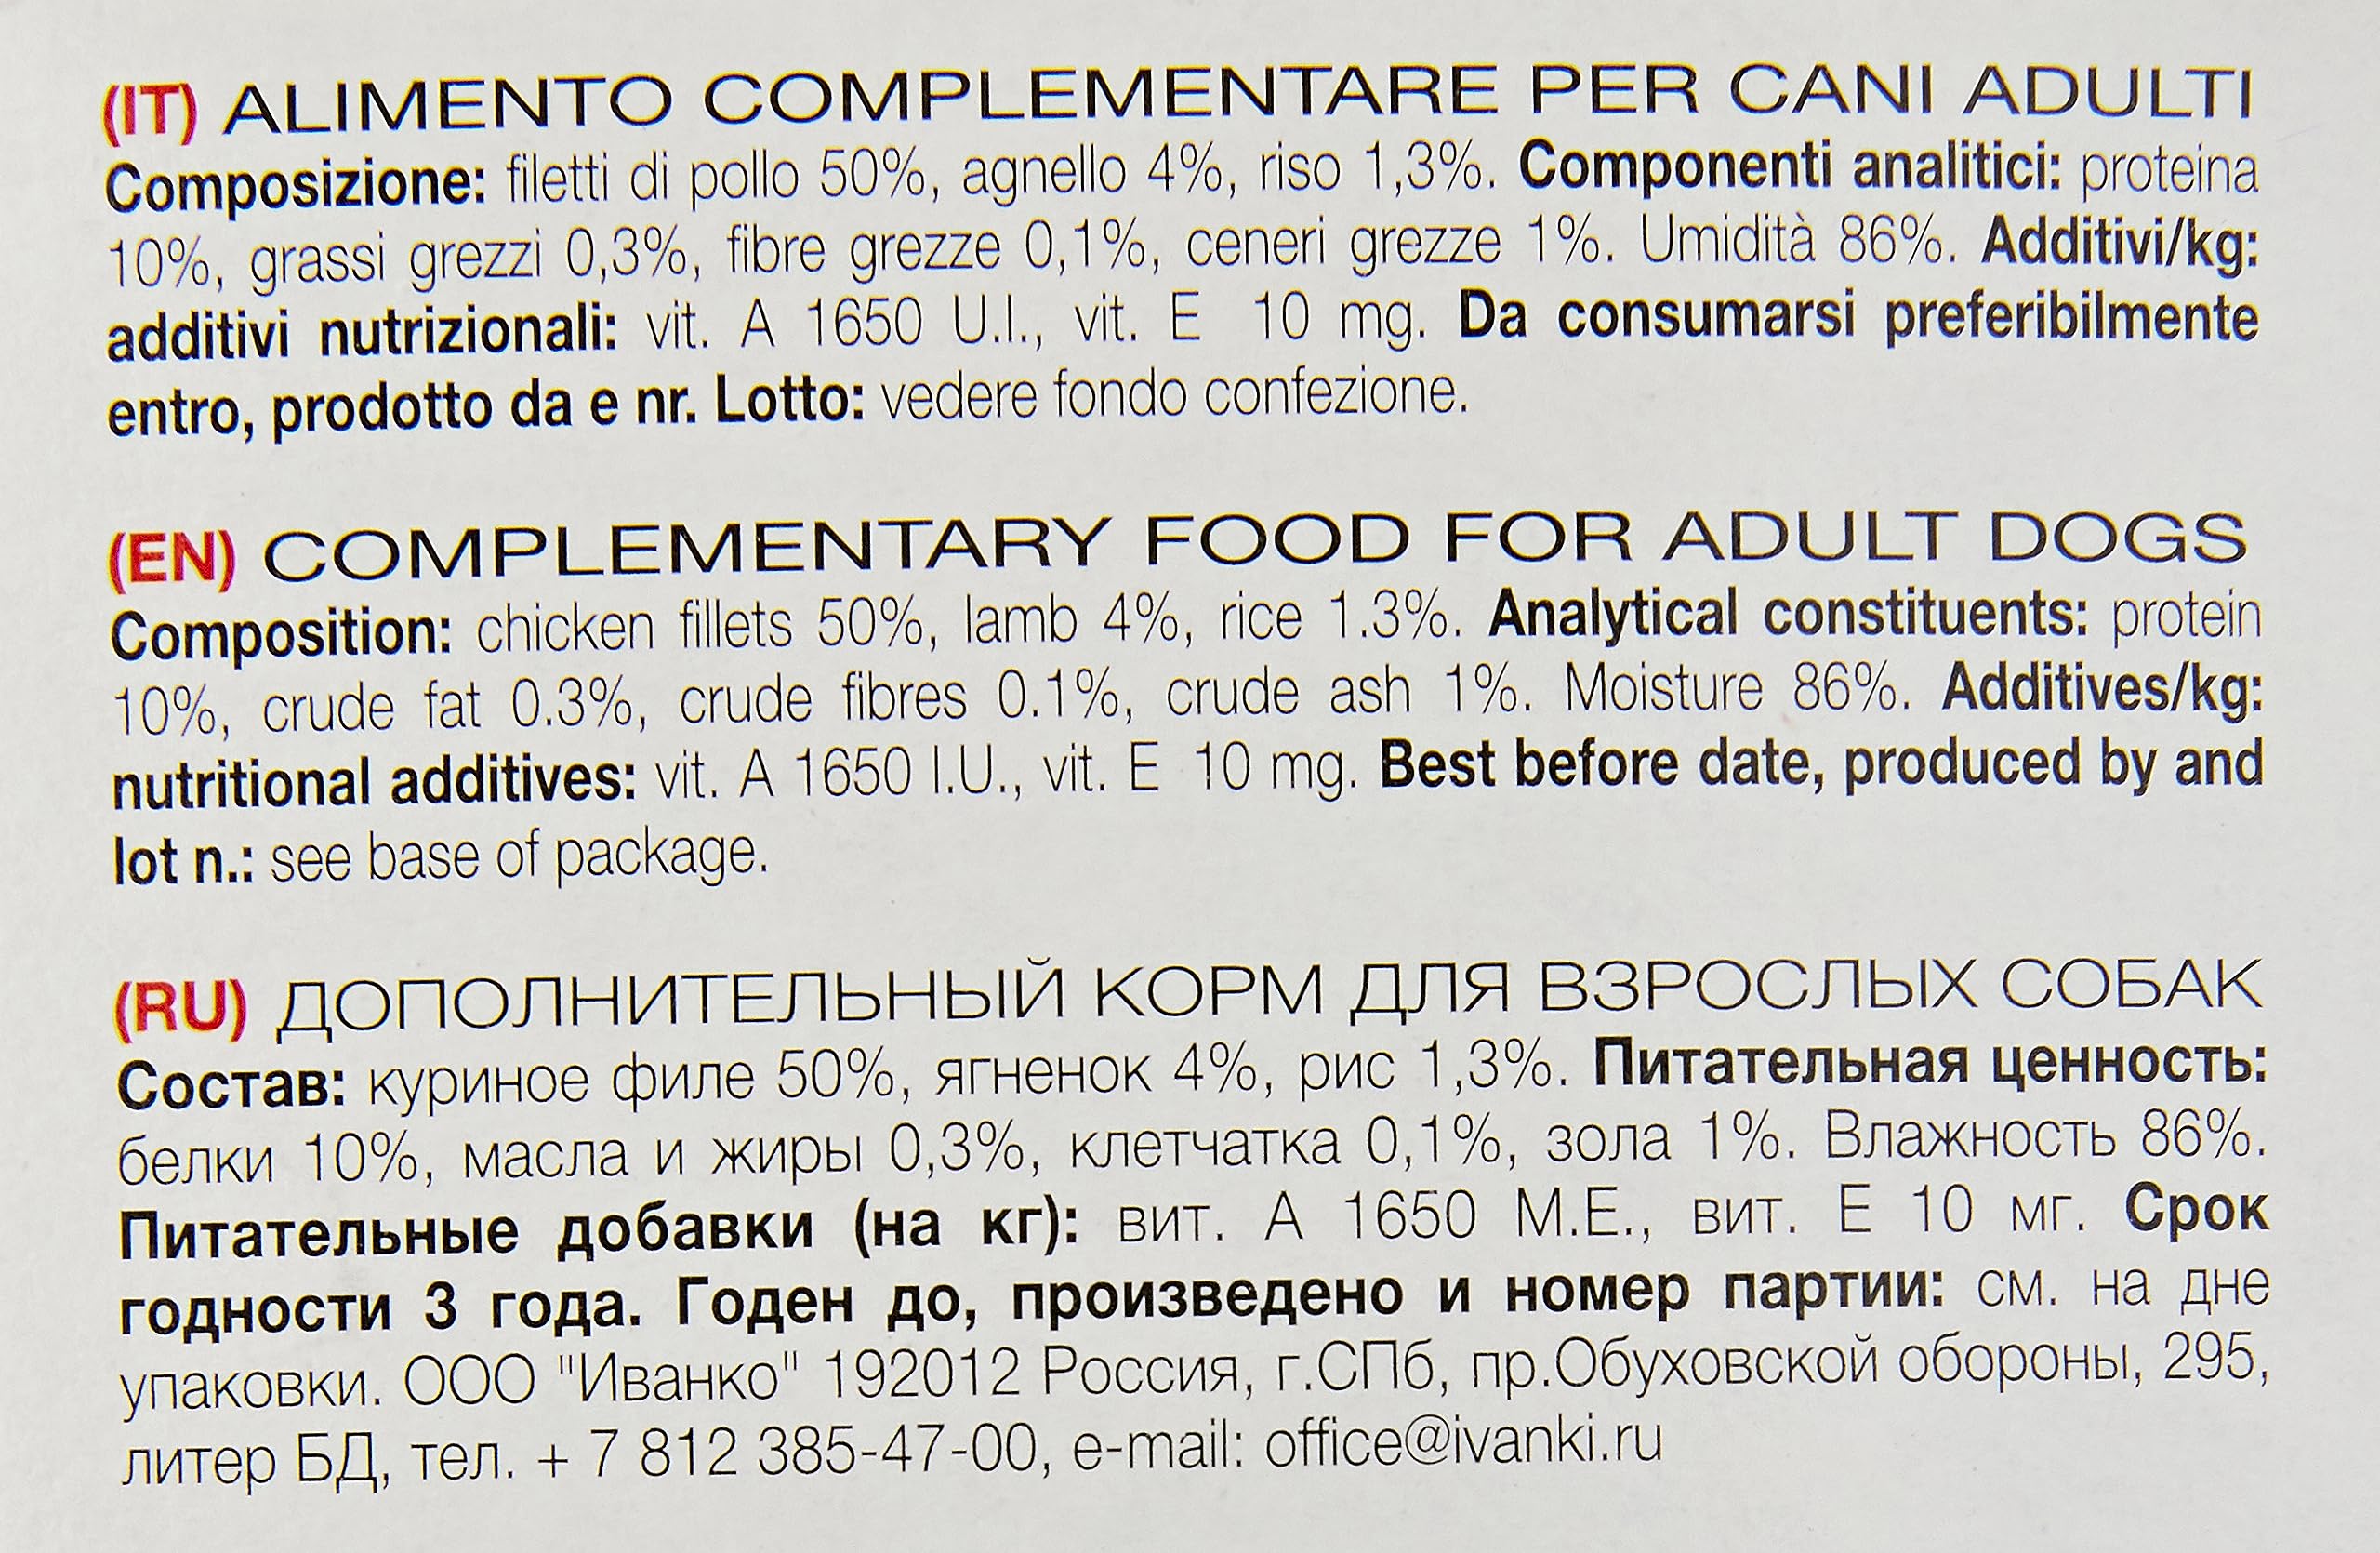 (IT) ALIMENTO COMPLEMENTARE PER CANI ADULTI
Composizione: filetti di pollo 50%, agnello 4%, riso 1,3%. Componenti analitici: proteina
10%, grassi grezzi 0,3%, fibre grezze 0,1%, ceneri grezze 1%. Umidità 86%. Additivi/kg:
additivi nutrizionali: vit. A 1650 U.I., vit. E 10 mg. Da consumarsi preferibilmente
entro, prodotto da e nr. Lotto: vedere fondo confezione.
(EN) COMPLEMENTARY FOOD FOR ADULT DOGS
Composition: chicken fillets 50%, lamb 4%, rice 1.3%. Analytical constituents: protein
10%, crude fat 0.3%, crude fibres 0.1%, crude ash 1%. Moisture 86%. Additives/kg:
nutritional additives: vit. A 1650 I.U., vit. E 10 mg. Best before date, produced by and
lot n.: see base of package.
(RU) ДОПОЛНИТЕЛЬНЫЙ КОРМ ДЛЯ ВЗРОСЛЫХ СОБАК
Состав: куриное филе 50%, ягненок 4%, рис 1,3%. Питательная ценность:
белки 10%, масла и жиры 0,3%, клетчатка 0,1%, зола 1%. Влажность 86%.
Питательные добавки (на кг): вит. А 1650 М.Е., вит. Е 10 мг. Срок
годности 3 года. Годен до, произведено и номер партии: см. на дне
упаковки. ООО "Иванко" 192012 Россия, г.СПб, пр.Обуховской обороны, 295,
литер БД, тел. + 7 812 385-47-00, e-mail: office@ivanki.ru